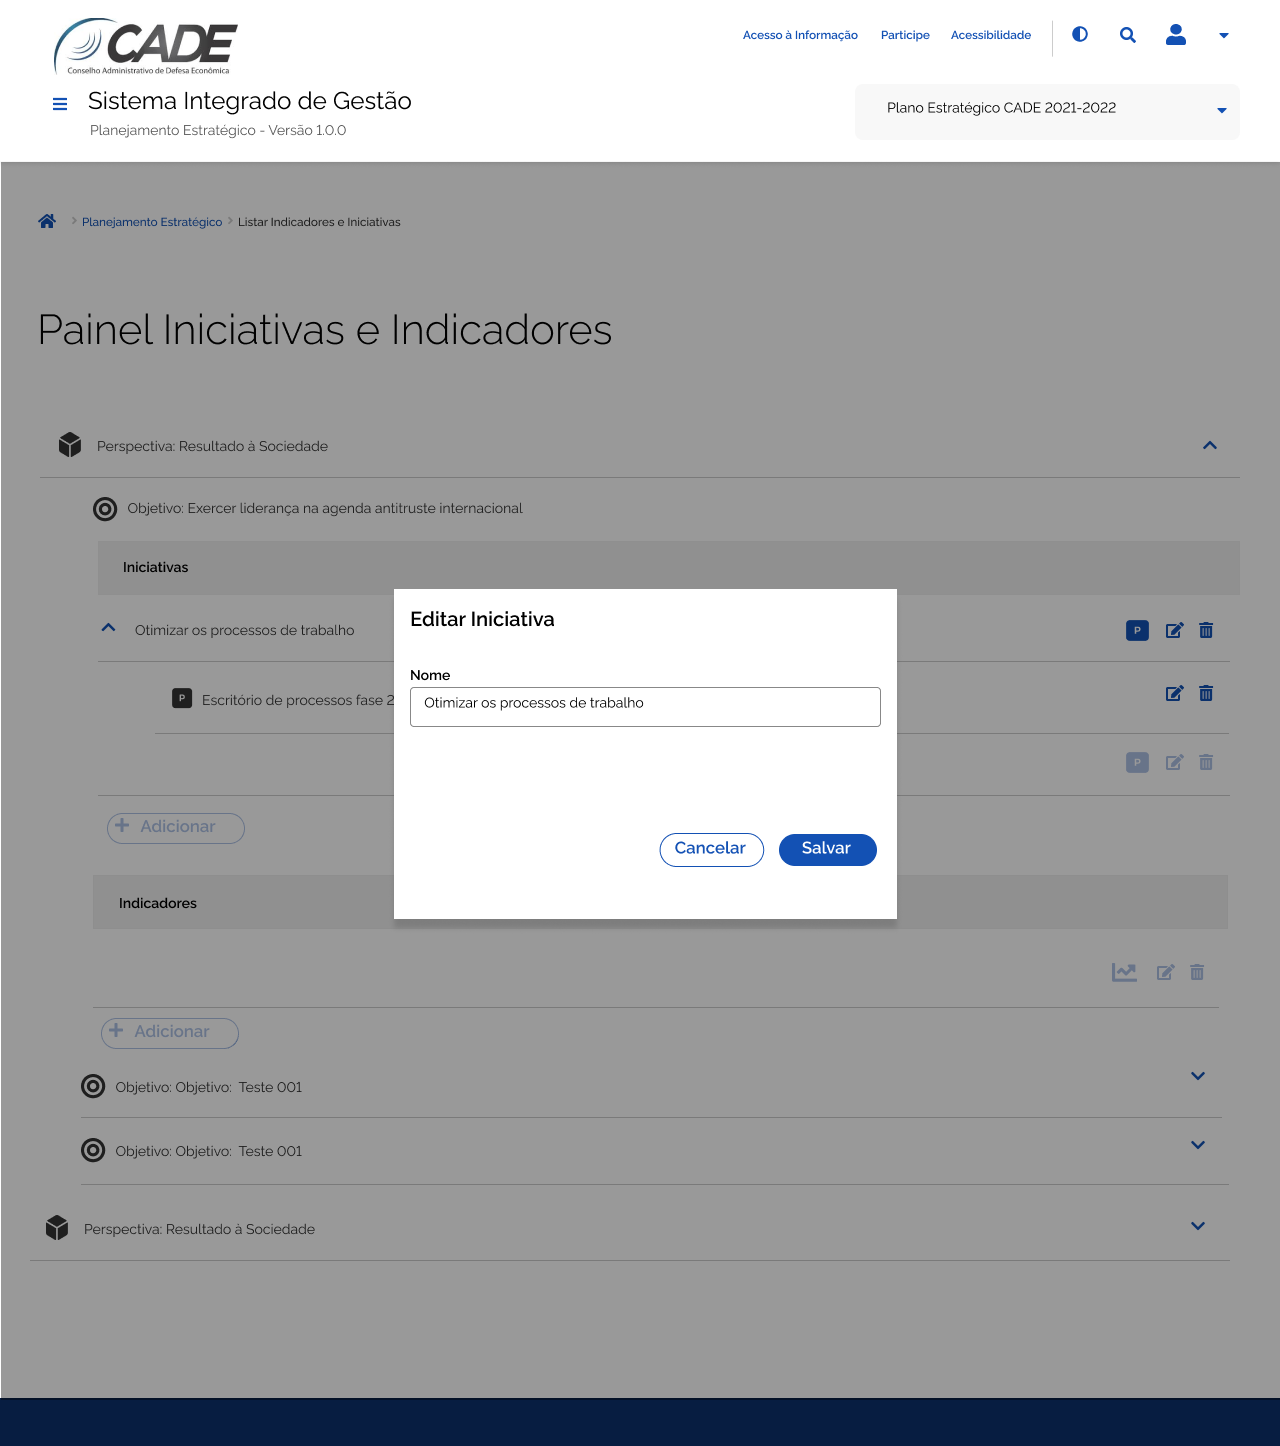 CADE
Conselho Administrativo de Defesa Econômica
Acesso à Informação
Participe
Acessibilidade
Sistema Integrado de Gestão
Planejamento Estratégico - Versão 1.0.0
Plano Estratégico CADE 2021-2022
Planejamento Estratégico
Listar Indicadores e Iniciativas
Painel Iniciativas e Indicadores
Perspectiva: Resultado à Sociedade
Objetivo: Exercer liderança na agenda antitruste internacional
Iniciativas
Otimizar os processos de trabalho
P
P
Escritório de processos fase 2
P
Adicionar
Editar Iniciativa
Nome
Otimizar os processos de trabalho
Cancelar
Salvar
Indicadores
Adicionar
Objetivo: Objetivo:  Teste 001
Objetivo: Objetivo:  Teste 001
Perspectiva: Resultado à Sociedade